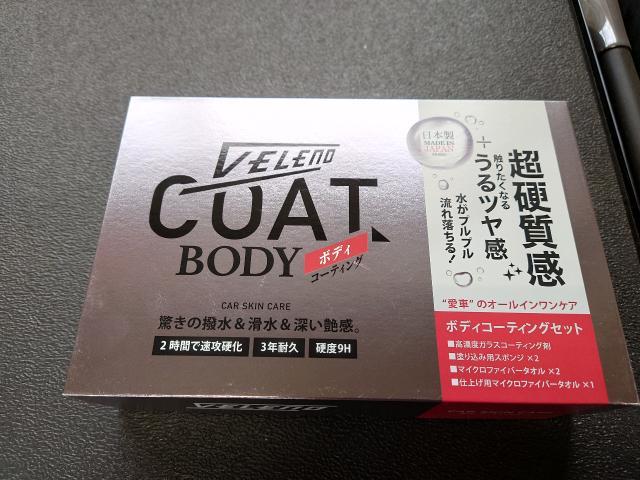 VELENO
COAT
BODY
ボディ
コーティング
CAR SKIN CARE
驚きの撥水＆滑水＆深い艶感。
2時間で速攻硬化
3年耐久
硬度9H
日本製
MADE IN
JAPAN
超硬質感
＋
触りたくなる
うるツヤ感
水がプルプル
流れ落ちる！
“愛車”のオールインワンケア
ボディコーティングセット
■高濃度ガラスコーティング剤
■塗り込み用スポンジ×2
■マイクロファイバータオル×2
■仕上げ用マイクロファイバータオル×1
VELENO
CAR SKIN CARE